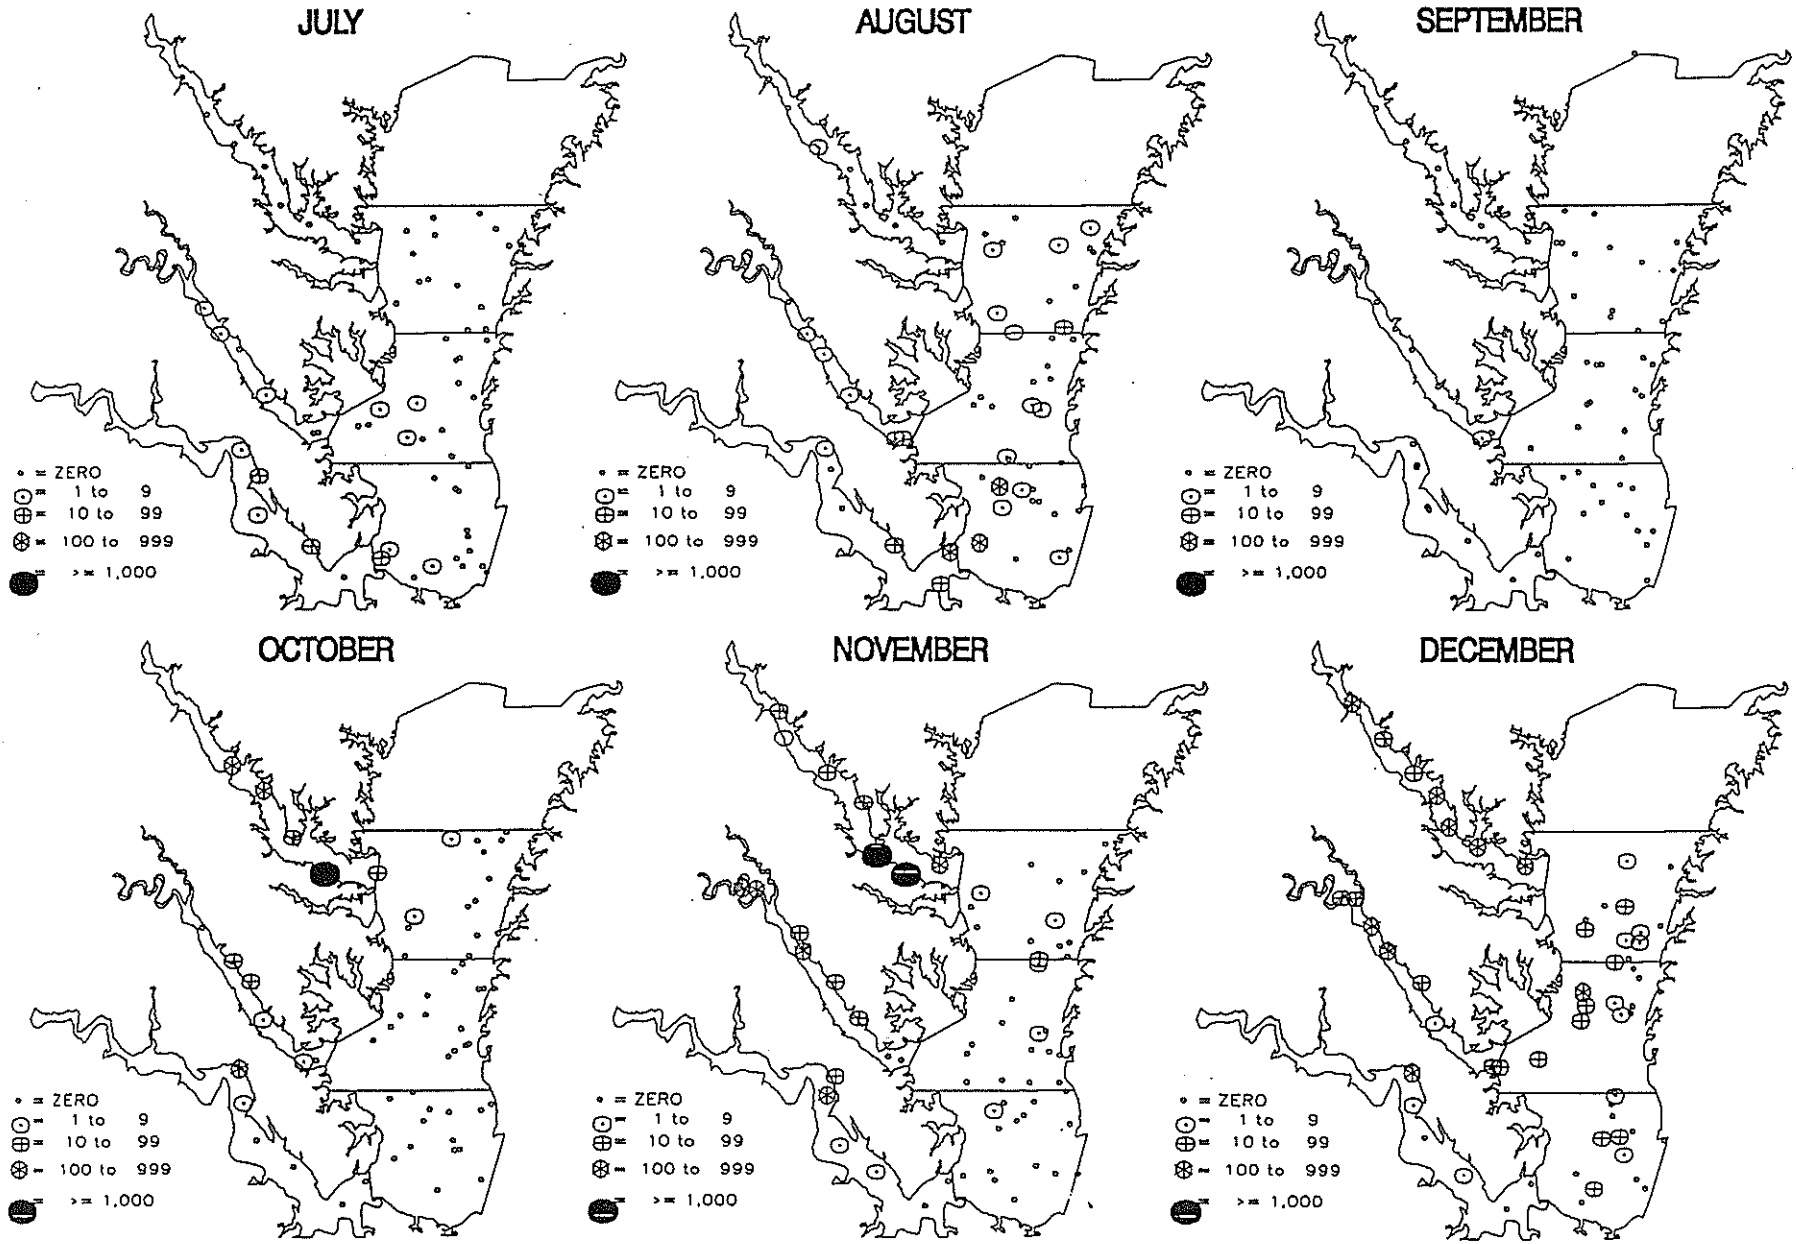 JULY
AUGUST
SEPTEMBER
= ZERO
= 1 to 9
= 10 to 99
= 100 to 999
= >= 1,000
= ZERO
= 1 to 9
= 10 to 99
= 100 to 999
= >= 1,000
= ZERO
= 1 to 9
= 10 to 99
= 100 to 999
= >= 1,000
OCTOBER
NOVEMBER
DECEMBER
= ZERO
= 1 to 9
= 10 to 99
= 100 to 999
= >= 1,000
= ZERO
= 1 to 9
= 10 to 99
= 100 to 999
= >= 1,000
= ZERO
= 1 to 9
= 10 to 99
= 100 to 999
= >= 1,000